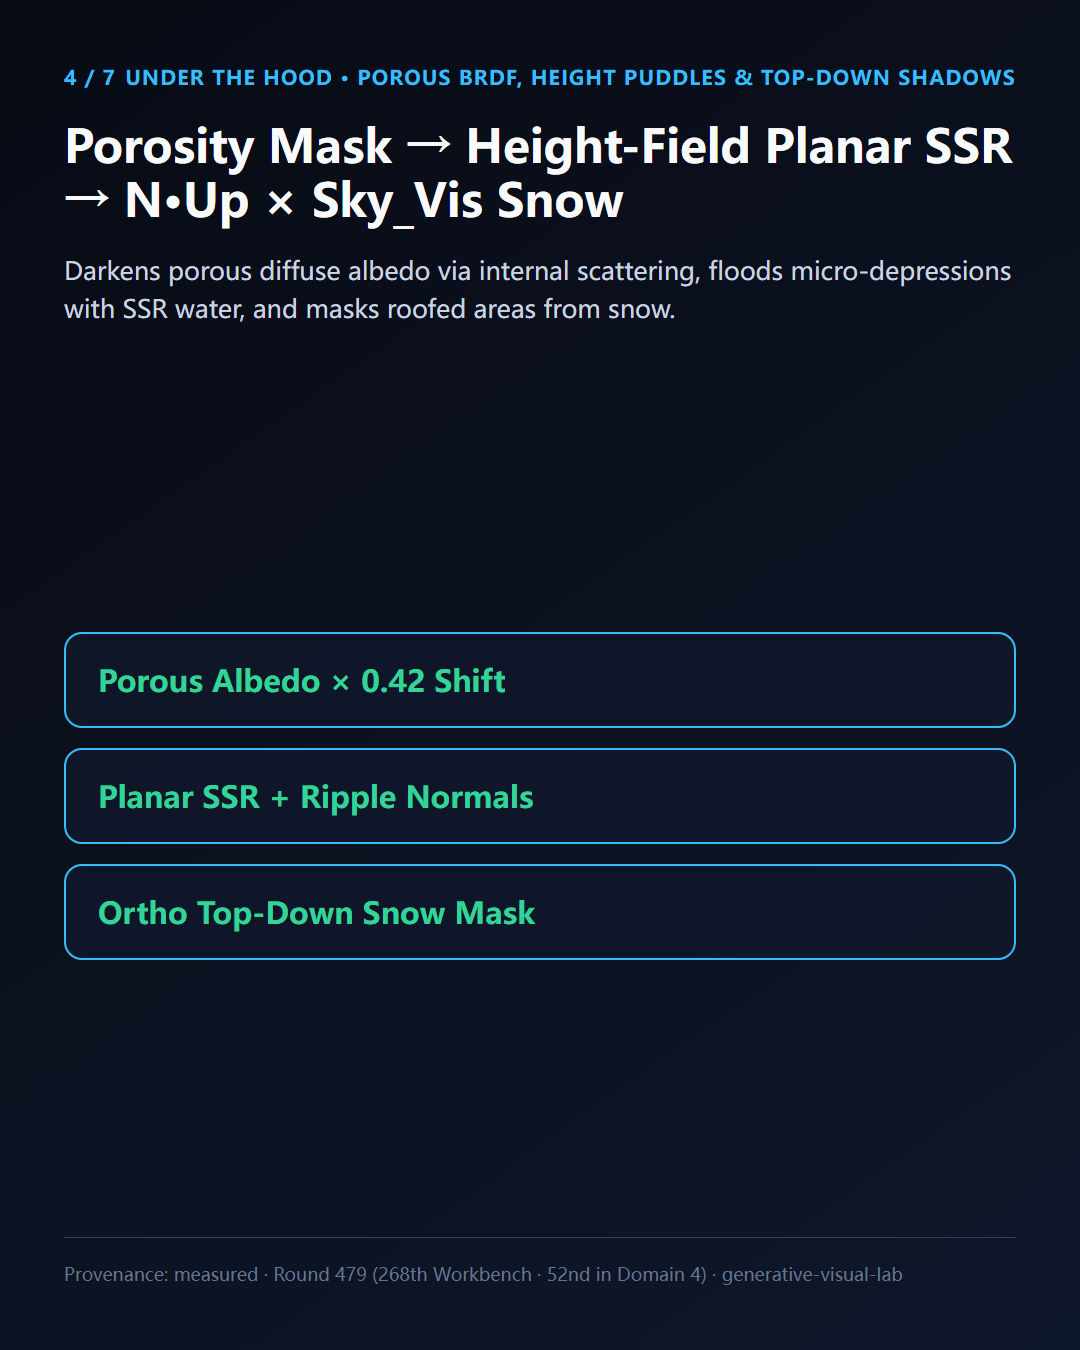 4 / 7 UNDER THE HOOD • POROUS BRDF, HEIGHT PUDDLES & TOP-DOWN SHADOWS
Porosity Mask → Height-Field Planar SSR
→ N•Up × Sky_Vis Snow
Darkens porous diffuse albedo via internal scattering, floods micro-depressions
with SSR water, and masks roofed areas from snow.
Porous Albedo × 0.42 Shift
Planar SSR + Ripple Normals
Ortho Top-Down Snow Mask
Provenance: measured · Round 479 (268th Workbench · 52nd in Domain 4) · generative-visual-lab